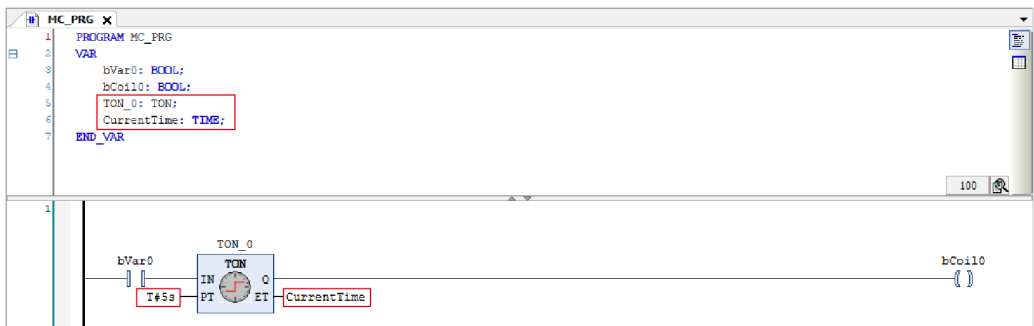 MC_PRG X
1 PROGRAM MC_PRG
2 VAR
3 bVar0: BOOL;
4 bCoil0: BOOL;
5 TON_0: TON;
6 CurrentTime: TIME;
7 END_VAR
100
1
TON_0
bVar0 TON bCoil0
IN Q
T#5s PT ET CurrentTime